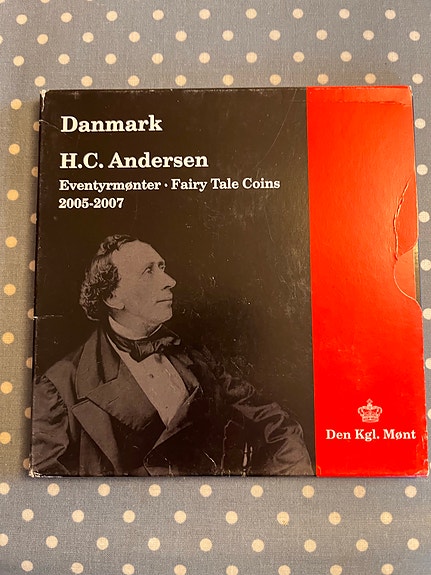 Danmark
H.C. Andersen
Eventyrmønter · Fairy Tale Coins
2005-2007
Den Kgl. Mønt